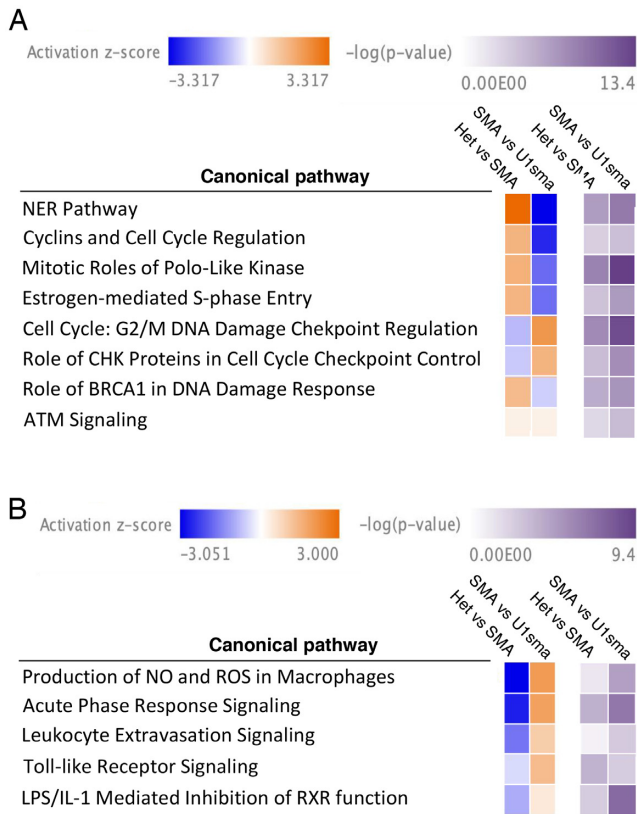 A
Activation z-score
-3.317 3.317
-log(p-value)
0.00E00 13.4
Het vs SMA
SMA vs U1sma
Het vs SMA
SMA vs U1sma
Canonical pathway
NER Pathway
Cyclins and Cell Cycle Regulation
Mitotic Roles of Polo-Like Kinase
Estrogen-mediated S-phase Entry
Cell Cycle: G2/M DNA Damage Chekpoint Regulation
Role of CHK Proteins in Cell Cycle Checkpoint Control
Role of BRCA1 in DNA Damage Response
ATM Signaling
B
Activation z-score
-3.051 3.000
-log(p-value)
0.00E00 9.4
Het vs SMA
SMA vs U1sma
Het vs SMA
SMA vs U1sma
Canonical pathway
Production of NO and ROS in Macrophages
Acute Phase Response Signaling
Leukocyte Extravasation Signaling
Toll-like Receptor Signaling
LPS/IL-1 Mediated Inhibition of RXR function